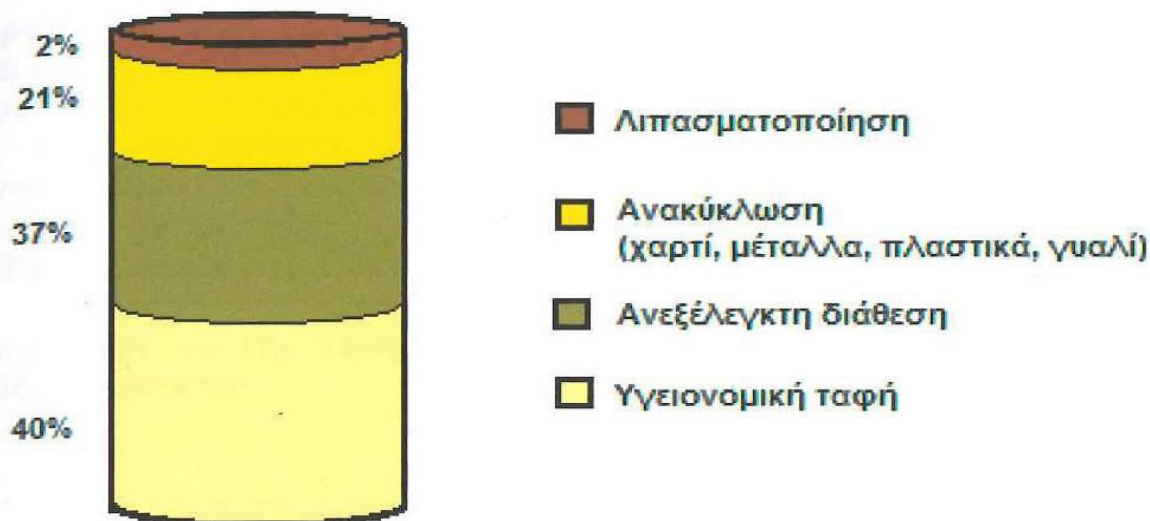 2%
21%
37%
40%
Λιπασματοποίηση
Ανακύκλωση
(χαρτί, μέταλλα, πλαστικά, γυαλί)
Ανεξέλεγκτη διάθεση
Υγειονομική ταφή